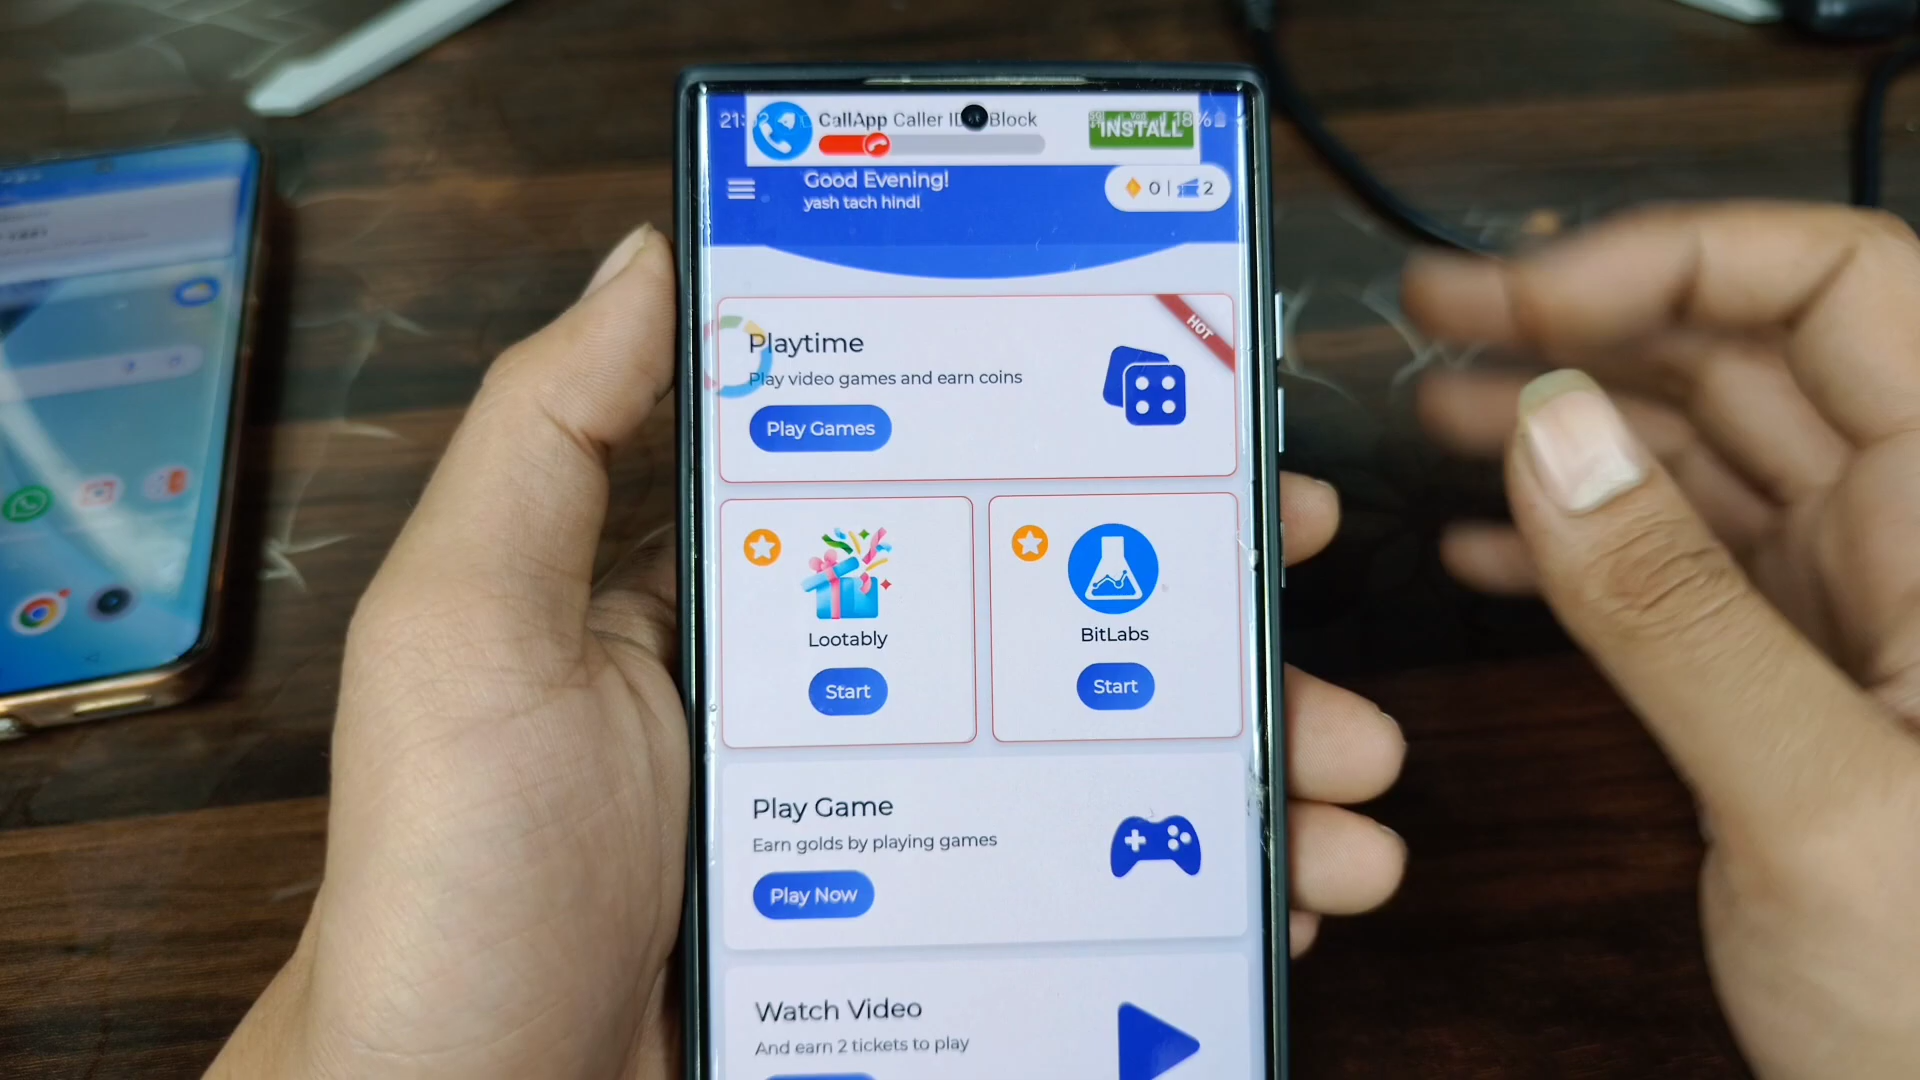 CallApp Caller ID & Block
INSTALL
18%
Good Evening!
yash tach hindi
0 | 2
HOT
Playtime
Play video games and earn coins
Play Games
Lootably
Start
BitLabs
Start
Play Game
Earn golds by playing games
Play Now
Watch Video
And earn 2 tickets to play